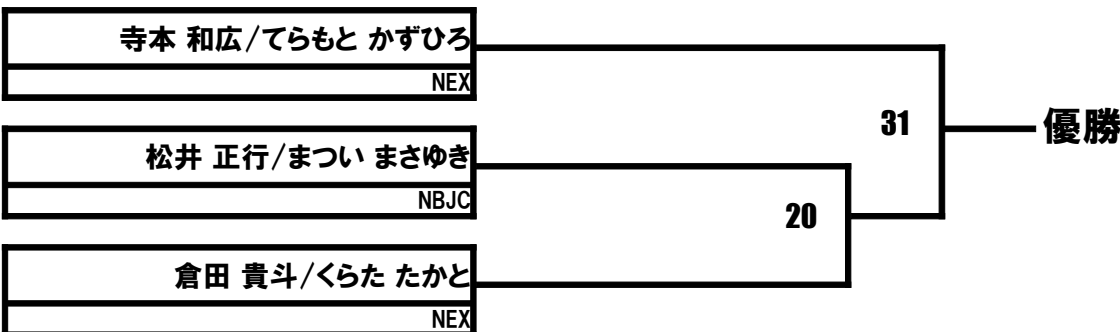 寺本 和広/てらもと かずひろ
NEX
31
優勝
松井 正行/まつい まさゆき
NBJC
20
倉田 貴斗/くらた たかと
NEX